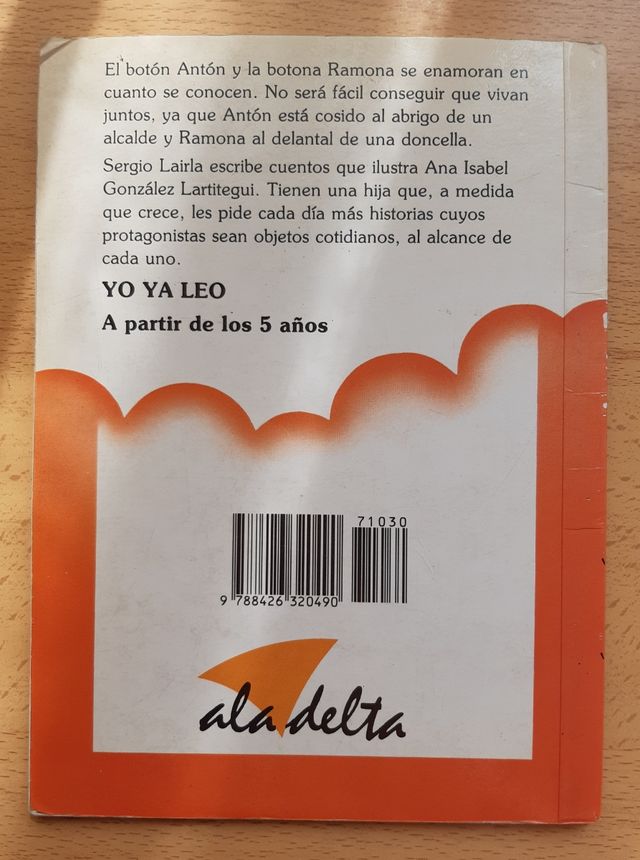 El botón Antón y la botona Ramona se enamoran en
cuanto se conocen. No será fácil conseguir que vivan
juntos, ya que Antón está cosido al abrigo de un
alcalde y Ramona al delantal de una doncella.
Sergio Lairla escribe cuentos que ilustra Ana Isabel
González Lartitegui. Tienen una hija que, a medida
que crece, les pide cada día más historias cuyos
protagonistas sean objetos cotidianos, al alcance de
cada uno.
YO YA LEO
A partir de los 5 años
71030
9 788426 320490
ala delta